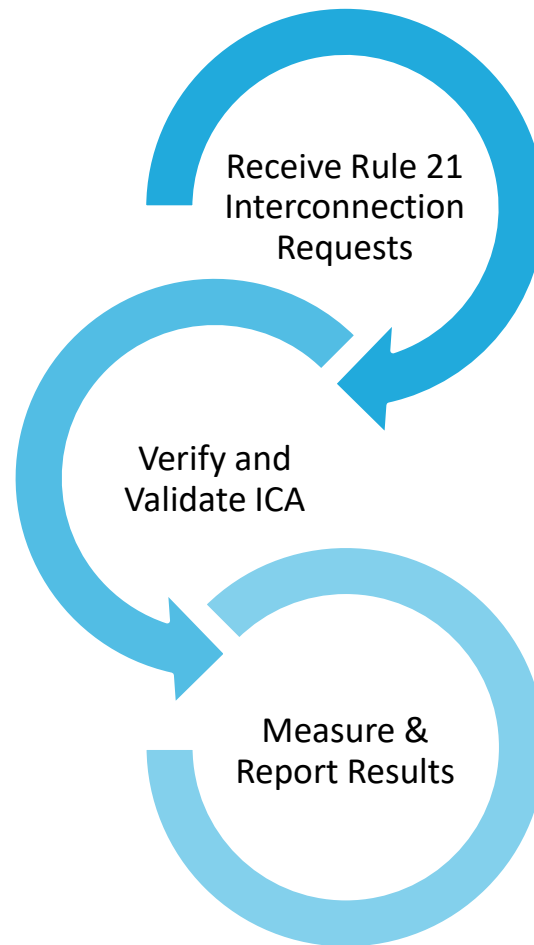 Receive Rule 21
Interconnection
Requests
Verify and
Validate ICA
Measure &
Report Results